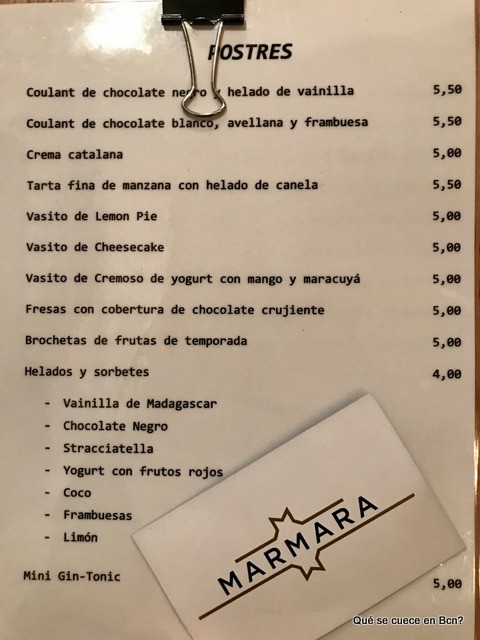 POSTRES
Coulant de chocolate negro y helado de vainilla 5,50
Coulant de chocolate blanco, avellana y frambuesa 5,50
Crema catalana 5,00
Tarta fina de manzana con helado de canela 5,50
Vasito de Lemon Pie 5,00
Vasito de Cheesecake 5,00
Vasito de Cremoso de yogurt con mango y maracuyá 5,00
Fresas con cobertura de chocolate crujiente 5,00
Brochetas de frutas de temporada 5,00
Helados y sorbetes 4,00
- Vainilla de Madagascar
- Chocolate Negro
- Stracciatella
- Yogurt con frutos rojos
- Coco
- Frambuesas
- Limón
Mini Gin-Tonic 5,00
MARMARA
Qué se cuece en Bcn?